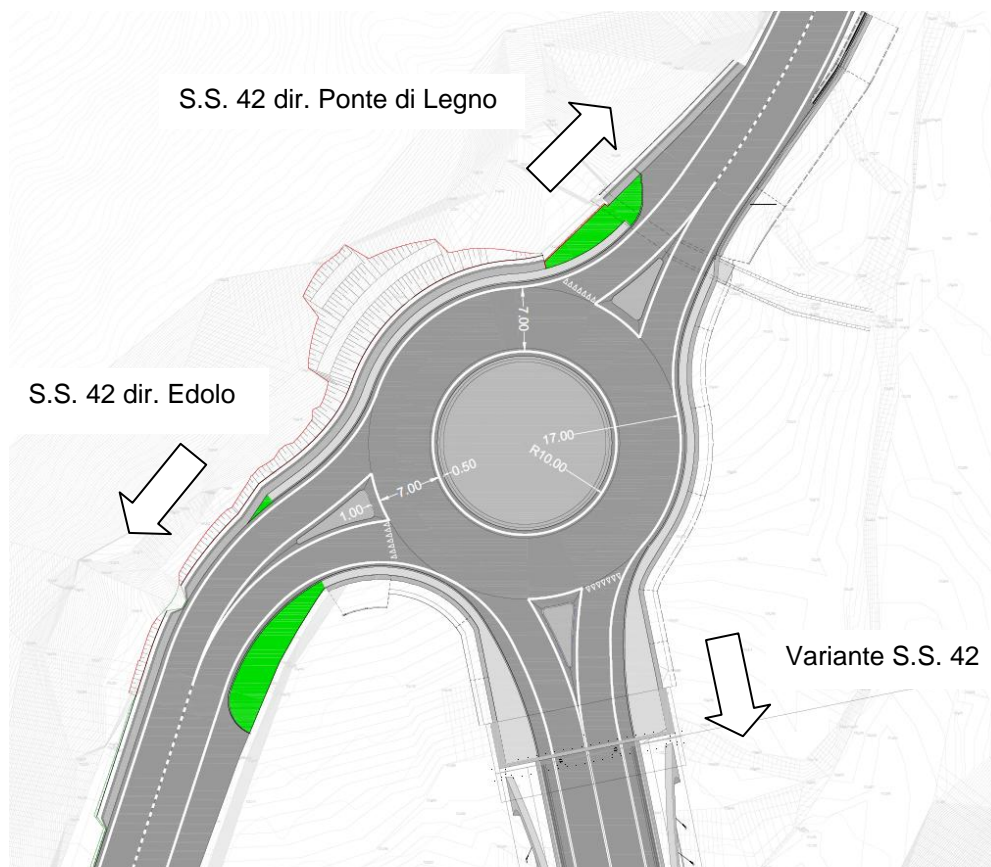 S.S. 42 dir. Ponte di Legno
7.00
S.S. 42 dir. Edolo
17.00
R10.00
0.50
7.00
1.00
Variante S.S. 42